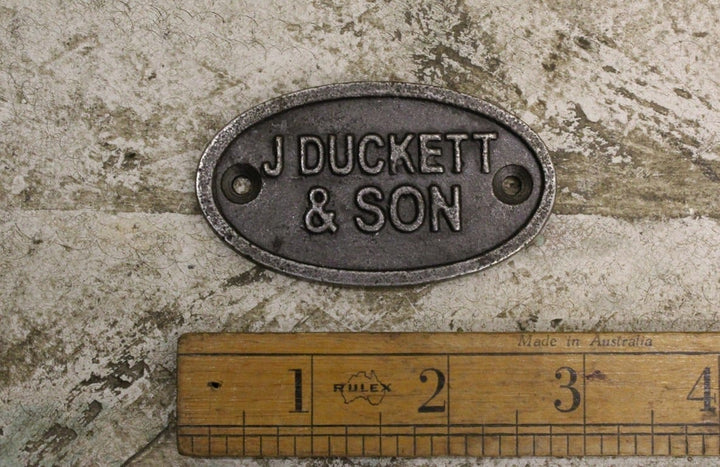 J DUCKETT
& SON
Made in Australia
1 RULEX 2 3 4